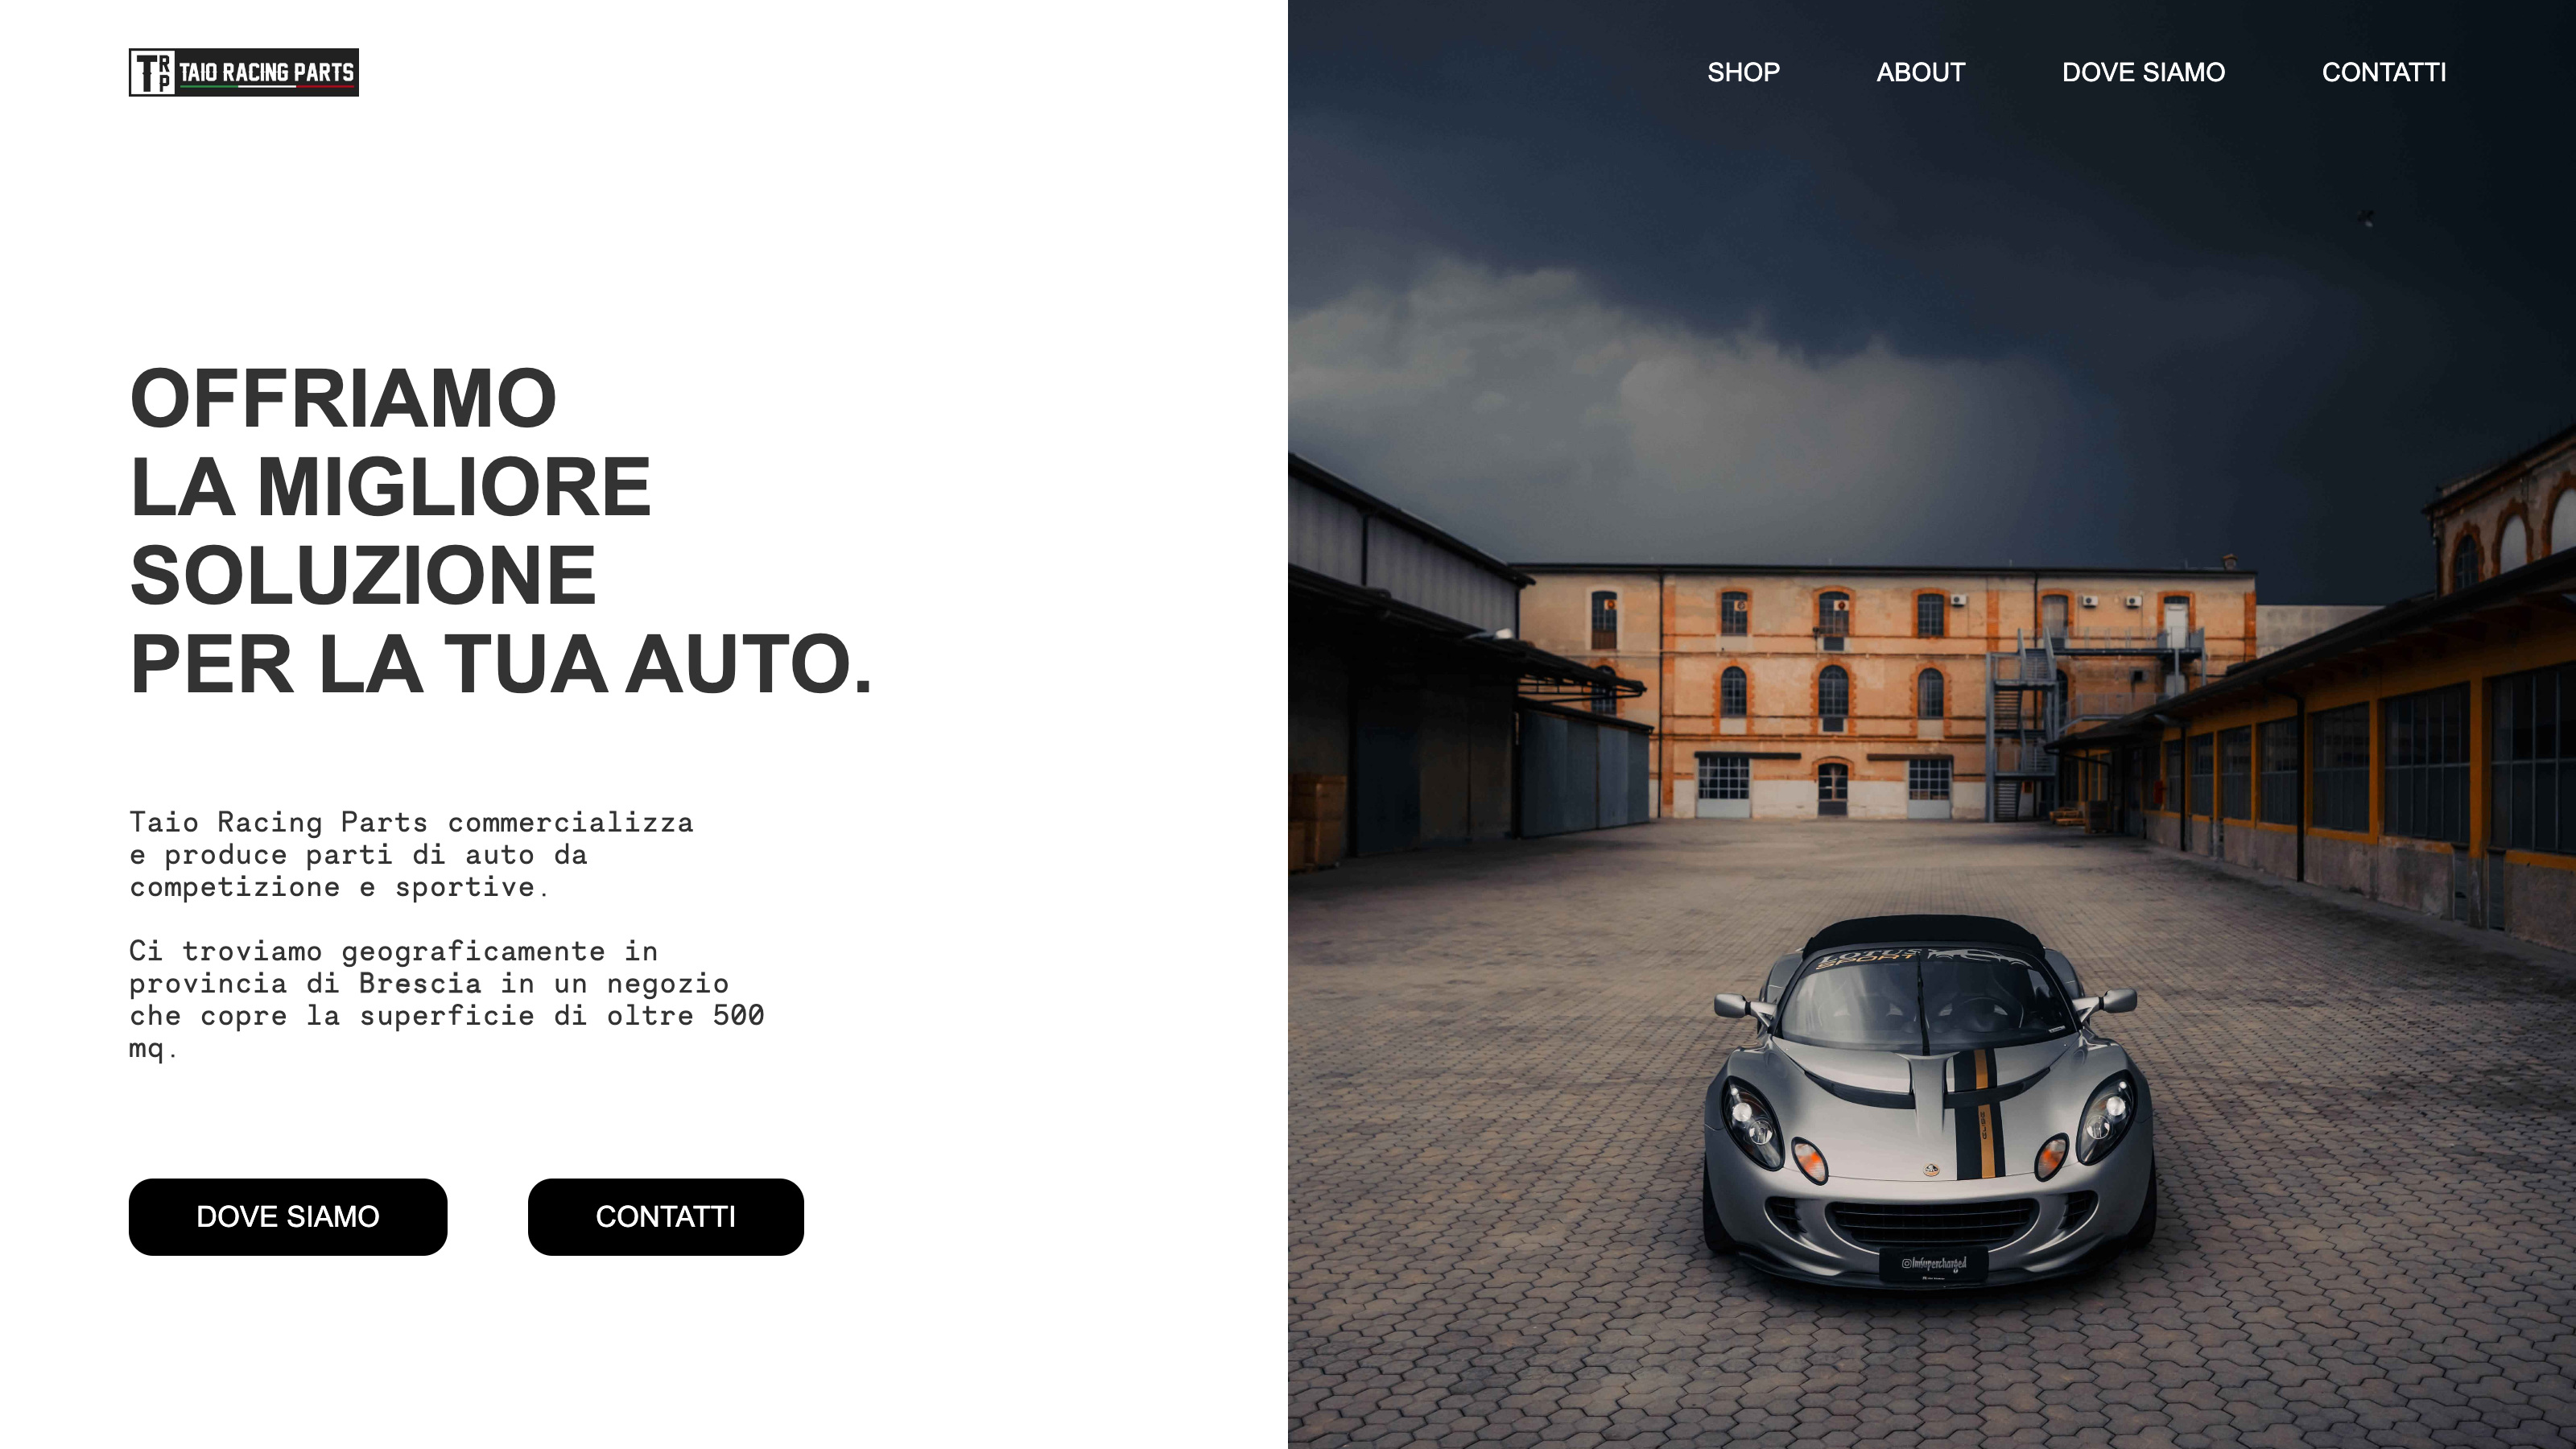 TRP TAIO RACING PARTS
SHOP ABOUT DOVE SIAMO CONTATTI
OFFRIAMO
LA MIGLIORE
SOLUZIONE
PER LA TUA AUTO.
Taio Racing Parts commercializza
e produce parti di auto da
competizione e sportive.
Ci troviamo geograficamente in
provincia di Brescia in un negozio
che copre la superficie di oltre 500
mq.
DOVE SIAMO CONTATTI
LOTUS
SPORT